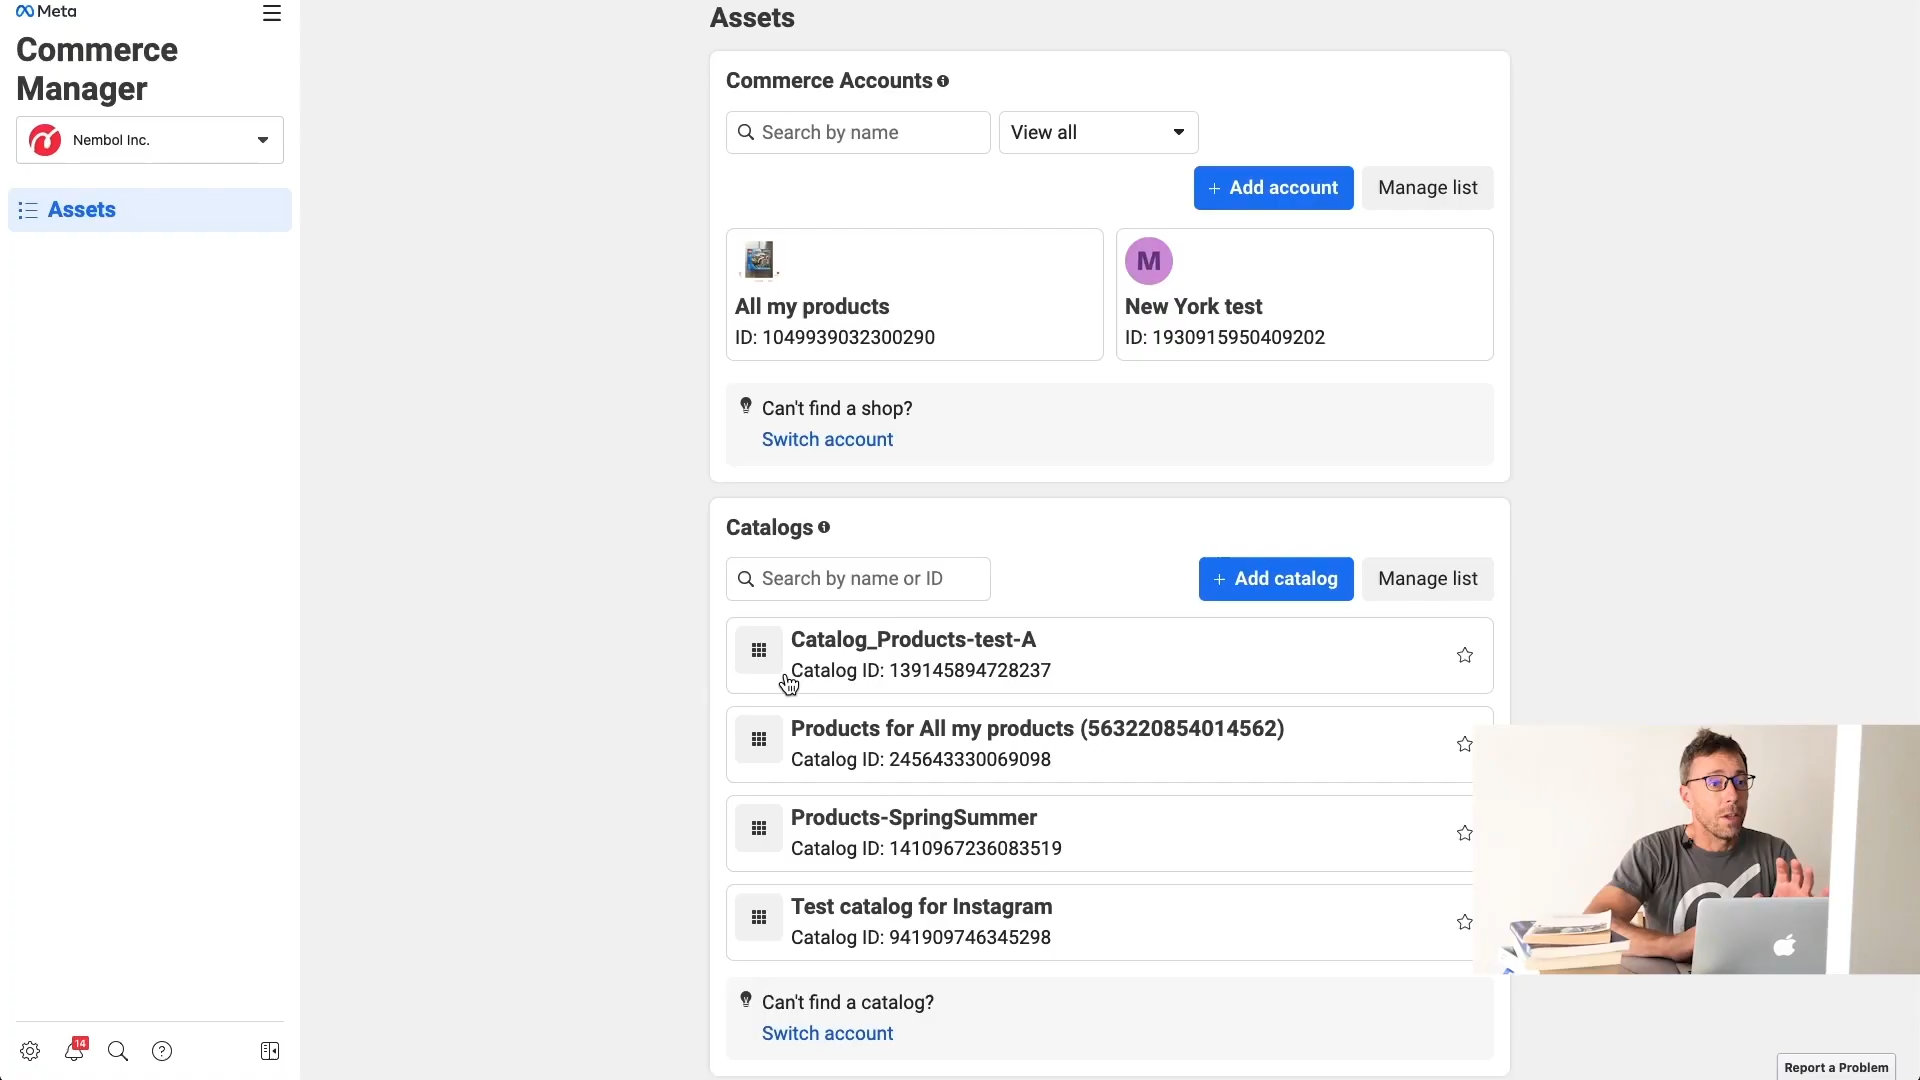 Meta
Commerce
Manager
Nembol Inc.
Assets
14
Assets
Commerce Accounts
Search by name
View all
+ Add account
Manage list
All my products
ID: 1049939032300290
M
New York test
ID: 1930915950409202
Can't find a shop?
Switch account
Catalogs
Search by name or ID
+ Add catalog
Manage list
Catalog_Products-test-A
Catalog ID: 139145894728237
Products for All my products (563220854014562)
Catalog ID: 245643330069098
Products-SpringSummer
Catalog ID: 1410967236083519
Test catalog for Instagram
Catalog ID: 941909746345298
Can't find a catalog?
Switch account
Report a Problem